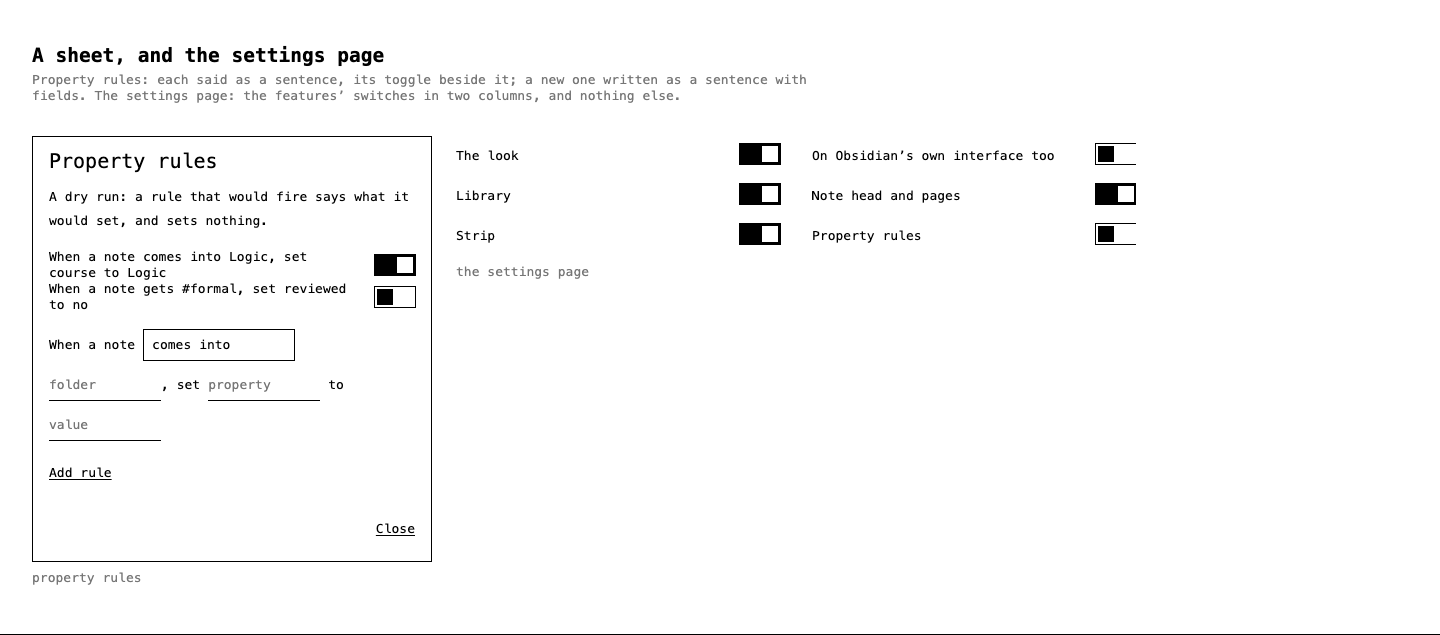 A sheet, and the settings page
Property rules: each said as a sentence, its toggle beside it; a new one written as a sentence with
fields. The settings page: the features’ switches in two columns, and nothing else.
Property rules
A dry run: a rule that would fire says what it
would set, and sets nothing.
When a note comes into Logic, set
course to Logic
When a note gets #formal, set reviewed
to no
When a note comes into
folder , set property to
value
Add rule
Close
property rules
The look
On Obsidian’s own interface too
Library
Note head and pages
Strip
Property rules
the settings page